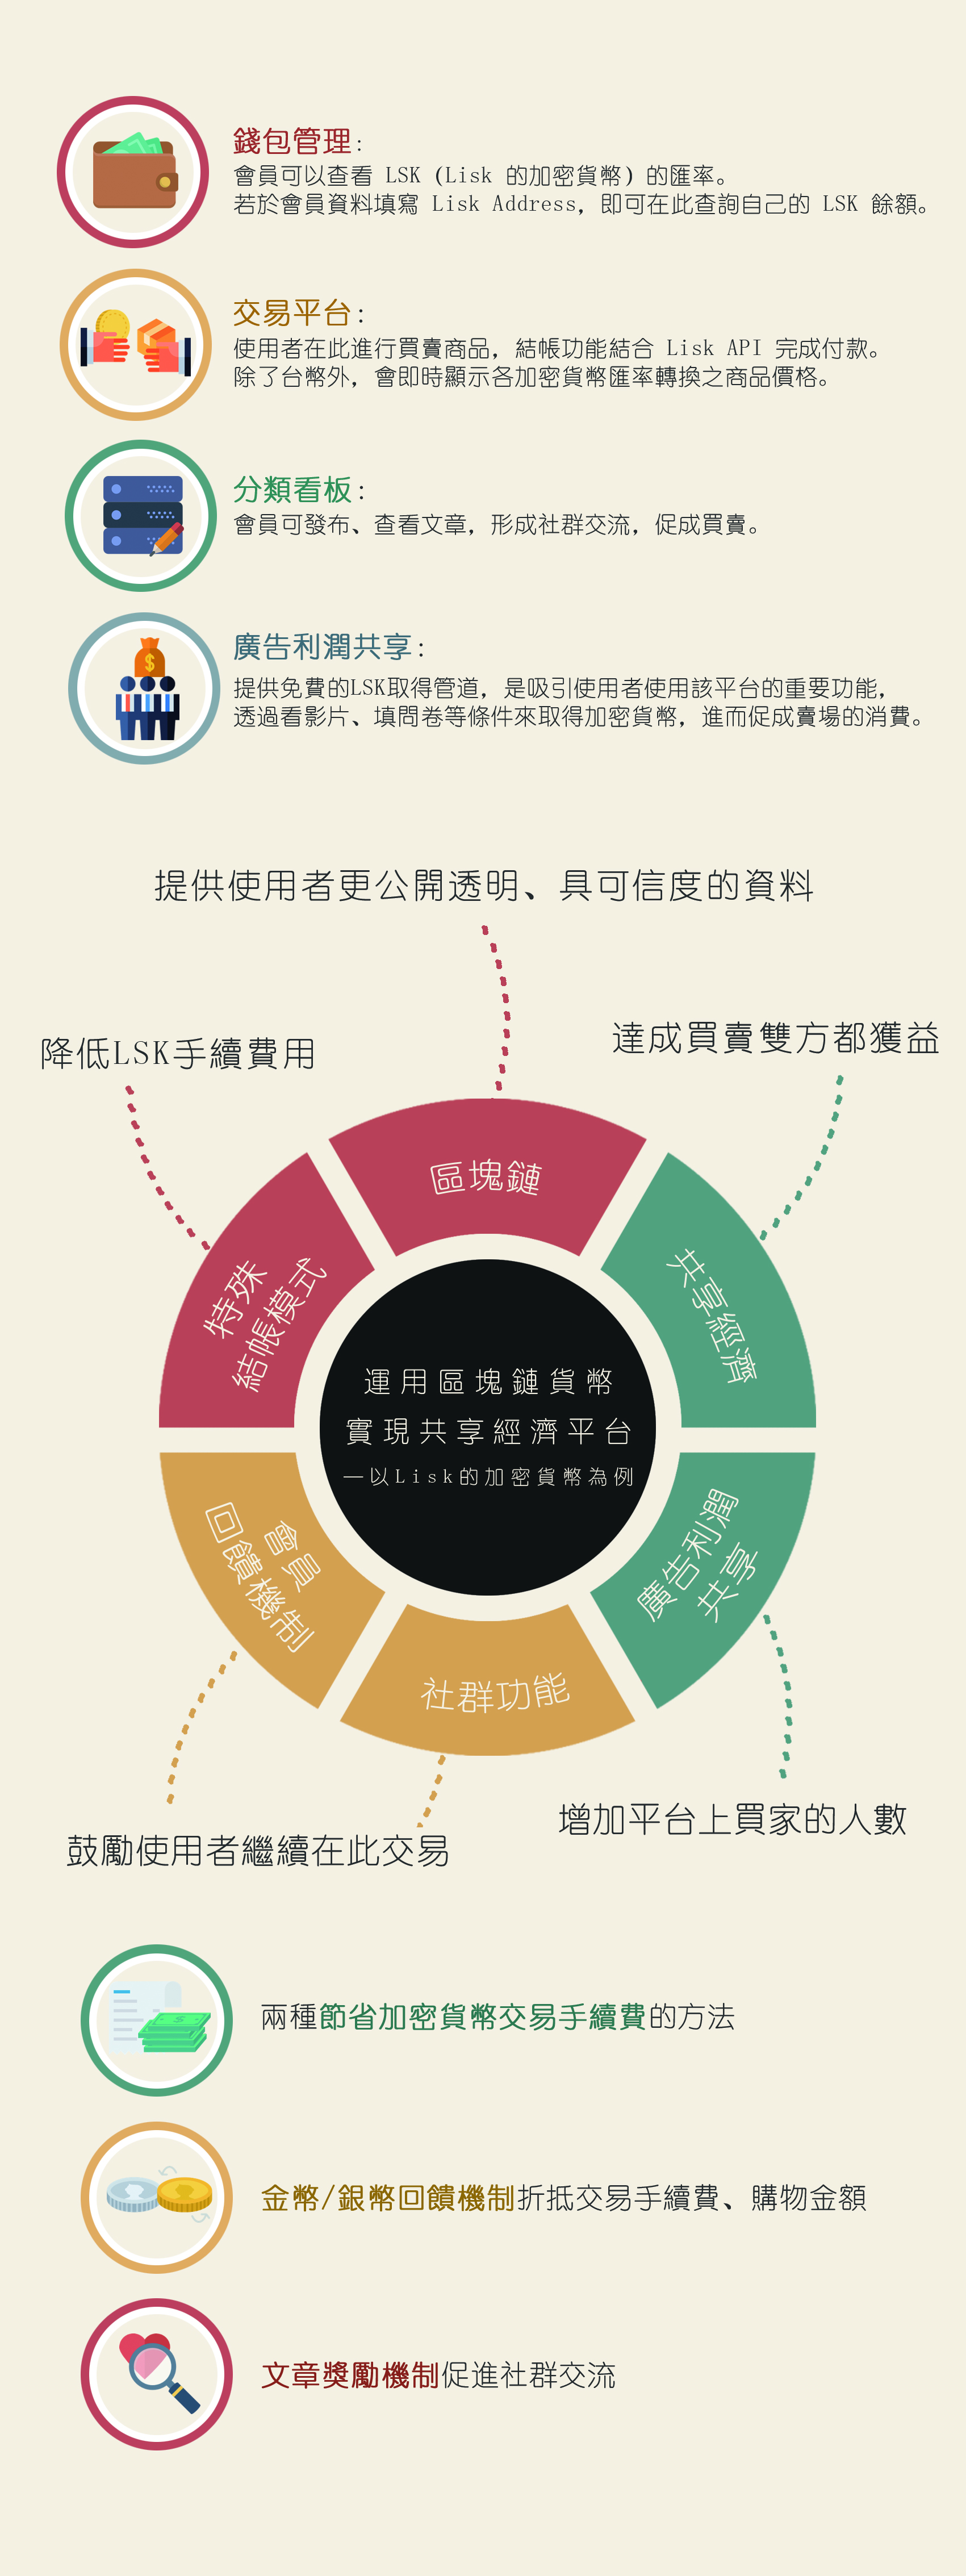 錢包管理:
會員可以查看 LSK (Lisk 的加密貨幣) 的匯率。
若於會員資料填寫 Lisk Address, 即可在此查詢自己的 LSK 餘額。
交易平台:
使用者在此進行買賣商品, 結帳功能結合 Lisk API 完成付款。
除了台幣外, 會即時顯示各加密貨幣匯率轉換之商品價格。
分類看板:
會員可發布、查看文章, 形成社群交流, 促成買賣。
廣告利潤共享:
提供免費的LSK取得管道, 是吸引使用者使用該平台的重要功能,
透過看影片、填問卷等條件來取得加密貨幣, 進而促成賣場的消費。
提供使用者更公開透明、具可信度的資料
降低LSK手續費用
達成買賣雙方都獲益
區塊鏈
特殊
結帳模式
共享經濟
運用區塊鏈貨幣
實現共享經濟平台
—以Lisk的加密貨幣為例
會員
回饋機制
廣告利潤
共享
社群功能
增加平台上買家的人數
鼓勵使用者繼續在此交易
兩種節省加密貨幣交易手續費的方法
金幣/銀幣回饋機制折抵交易手續費、購物金額
文章獎勵機制促進社群交流